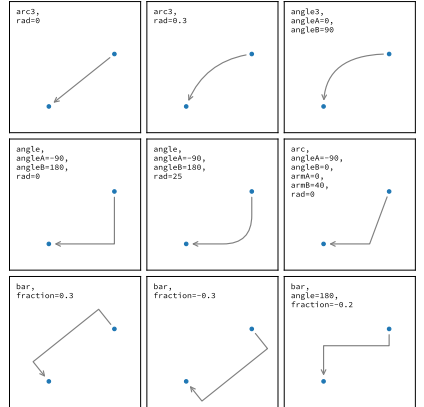 arc3,
rad=0
arc3,
rad=0.3
angle3,
angleA=0,
angleB=90
angle,
angleA=-90,
angleB=180,
rad=0
angle,
angleA=-90,
angleB=180,
rad=25
arc,
angleA=-90,
angleB=0,
armA=0,
armB=40,
rad=0
bar,
fraction=0.3
bar,
fraction=-0.3
bar,
angle=180,
fraction=-0.2